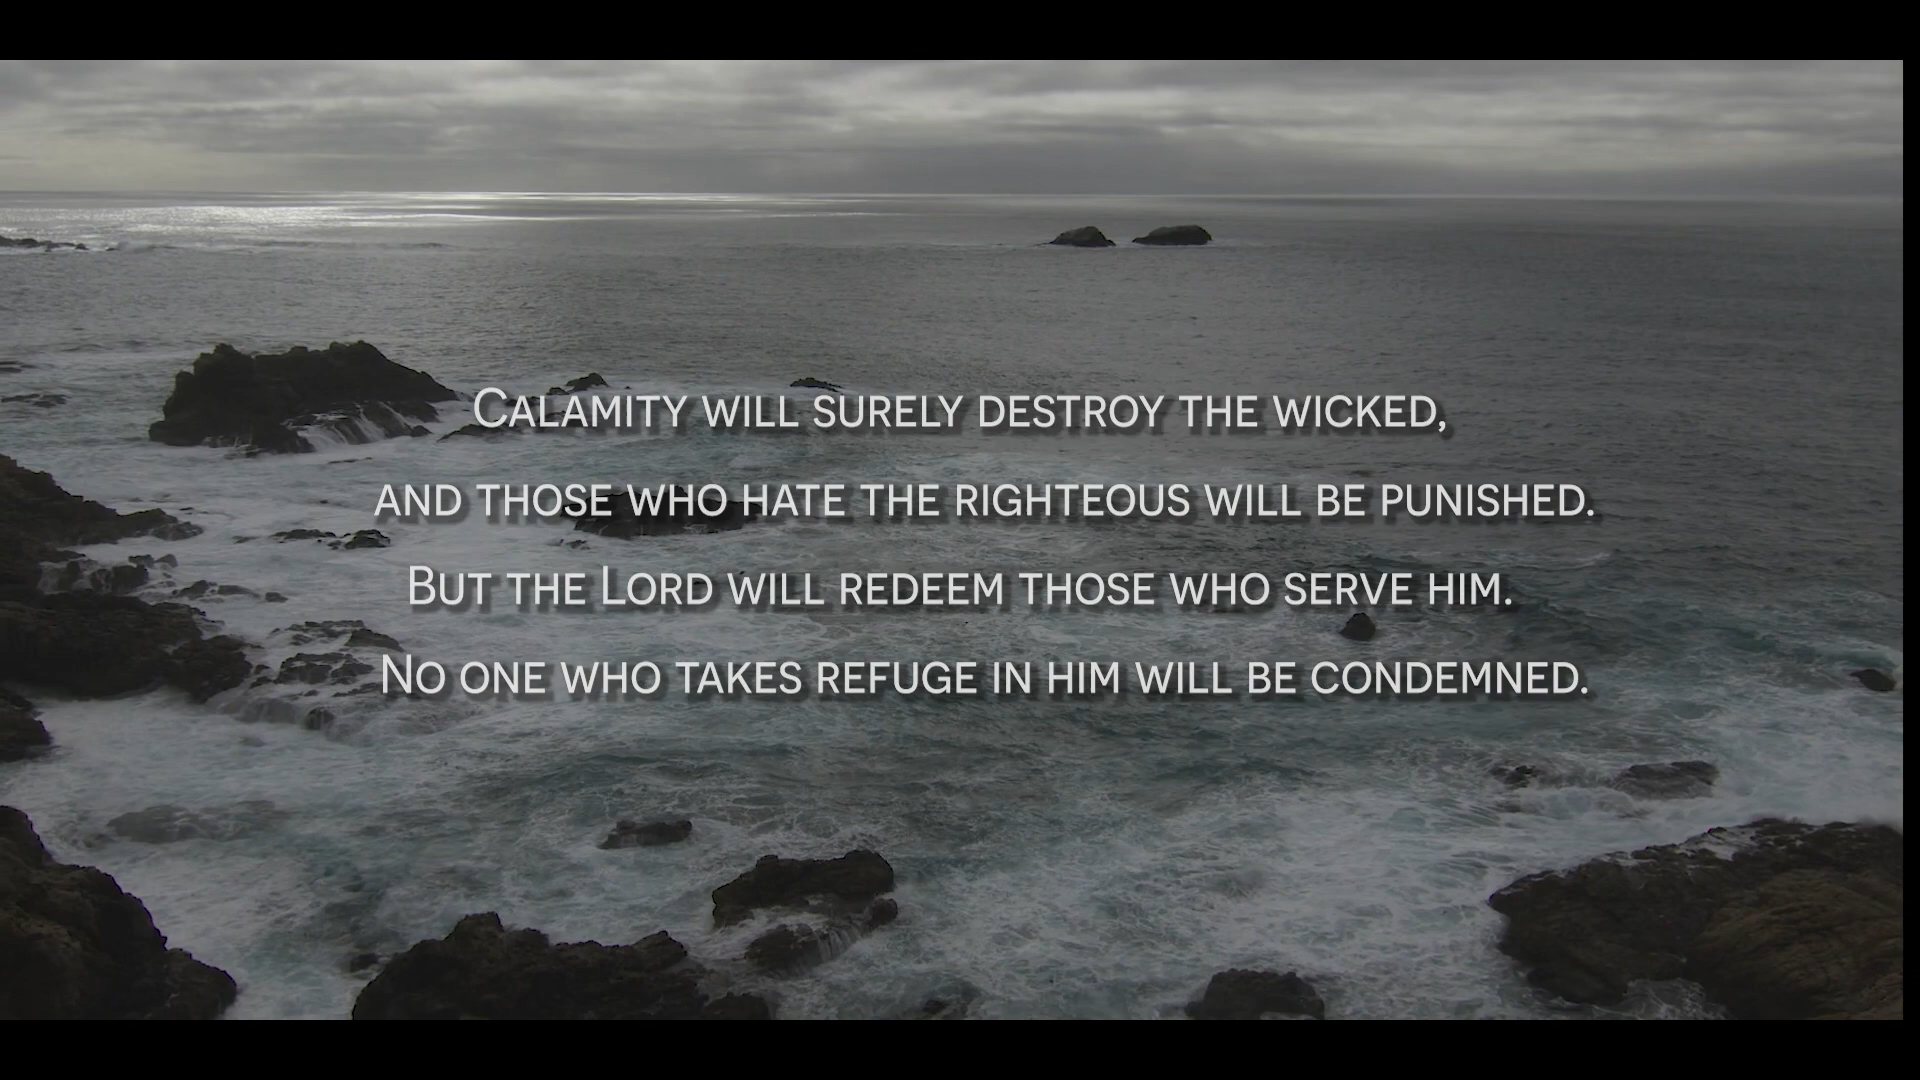 Calamity will surely destroy the wicked,
and those who hate the righteous will be punished.
But the Lord will redeem those who serve him.
No one who takes refuge in him will be condemned.